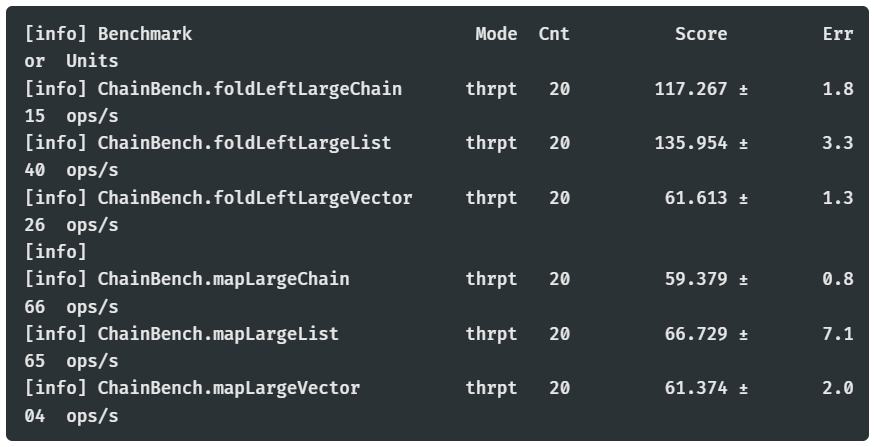 [info] Benchmark                           Mode  Cnt          Score         Err
or  Units
[info] ChainBench.foldLeftLargeChain      thrpt   20        117.267 ±       1.8
15  ops/s
[info] ChainBench.foldLeftLargeList       thrpt   20        135.954 ±       3.3
40  ops/s
[info] ChainBench.foldLeftLargeVector     thrpt   20         61.613 ±       1.3
26  ops/s
[info]
[info] ChainBench.mapLargeChain           thrpt   20         59.379 ±       0.8
66  ops/s
[info] ChainBench.mapLargeList            thrpt   20         66.729 ±       7.1
65  ops/s
[info] ChainBench.mapLargeVector          thrpt   20         61.374 ±       2.0
04  ops/s